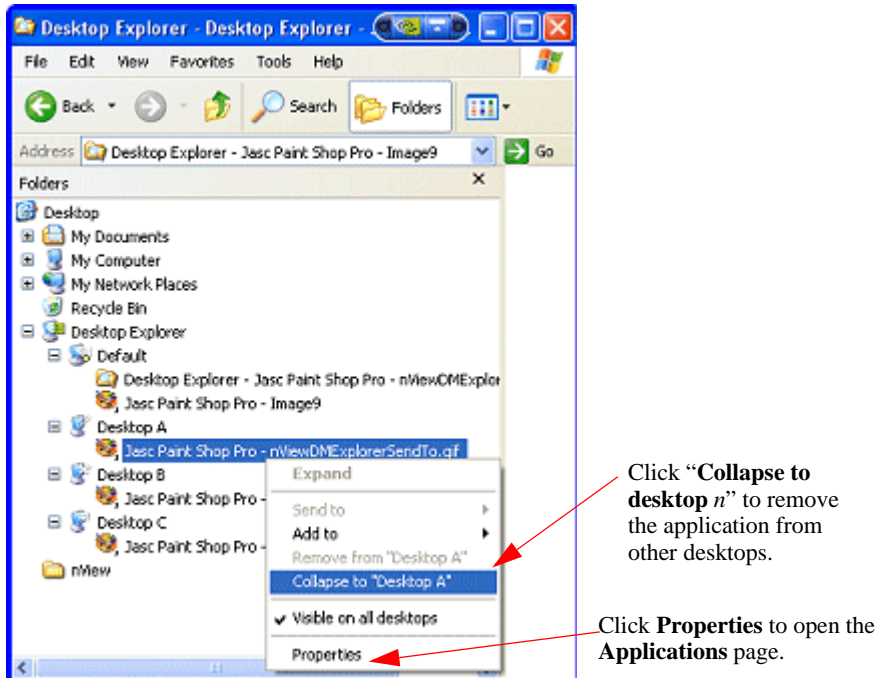 Desktop Explorer - Desktop Explorer -
File Edit View Favorites Tools Help
Back Search Folders
Address Desktop Explorer - Jasc Paint Shop Pro - Image9 Go
Folders
Desktop
My Documents
My Computer
My Network Places
Recycle Bin
Desktop Explorer
Default
Desktop Explorer - Jasc Paint Shop Pro - nViewDMExplor
Jasc Paint Shop Pro - Image9
Desktop A
Jasc Paint Shop Pro - nViewDMExplorerSendTo.gif
Desktop B
Jasc Paint Shop Pro -
Desktop C
Jasc Paint Shop Pro -
nView
Expand
Send to
Add to
Remove from "Desktop A"
Collapse to "Desktop A"
Visible on all desktops
Properties
Click “Collapse to
desktop n” to remove
the application from
other desktops.
Click Properties to open the
Applications page.